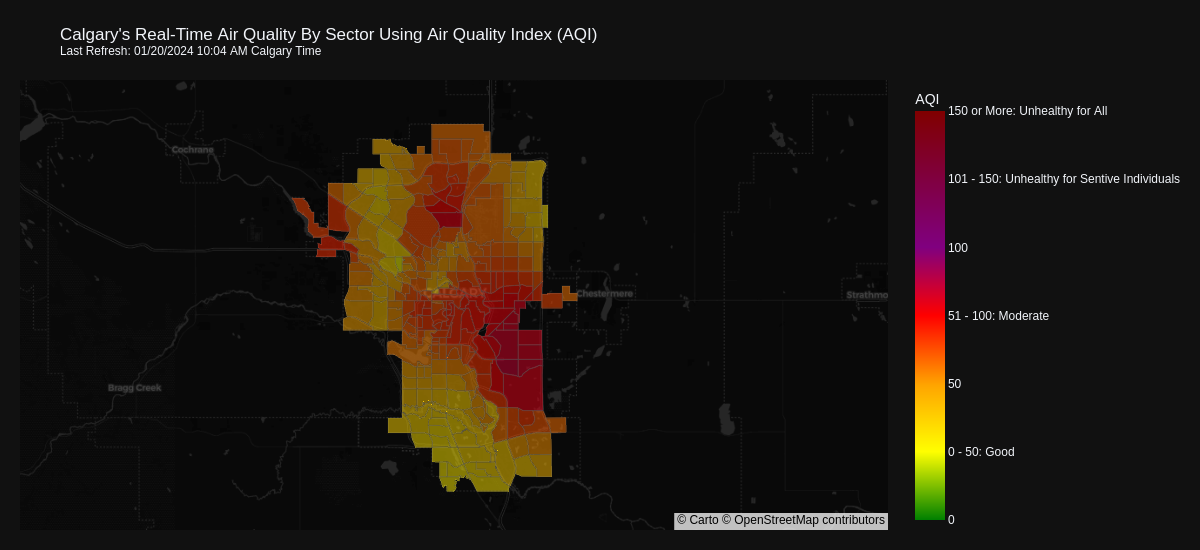 Calgary's Real-Time Air Quality By Sector Using Air Quality Index (AQI)
Last Refresh: 01/20/2024 10:04 AM Calgary Time
AQI
150 or More: Unhealthy for All
Cochrane
101 - 150: Unhealthy for Sentive Individuals
100
CALGARY
Chestermere
Strathmo
51 - 100: Moderate
50
Bragg Creek
0 - 50: Good
0
© Carto © OpenStreetMap contributors